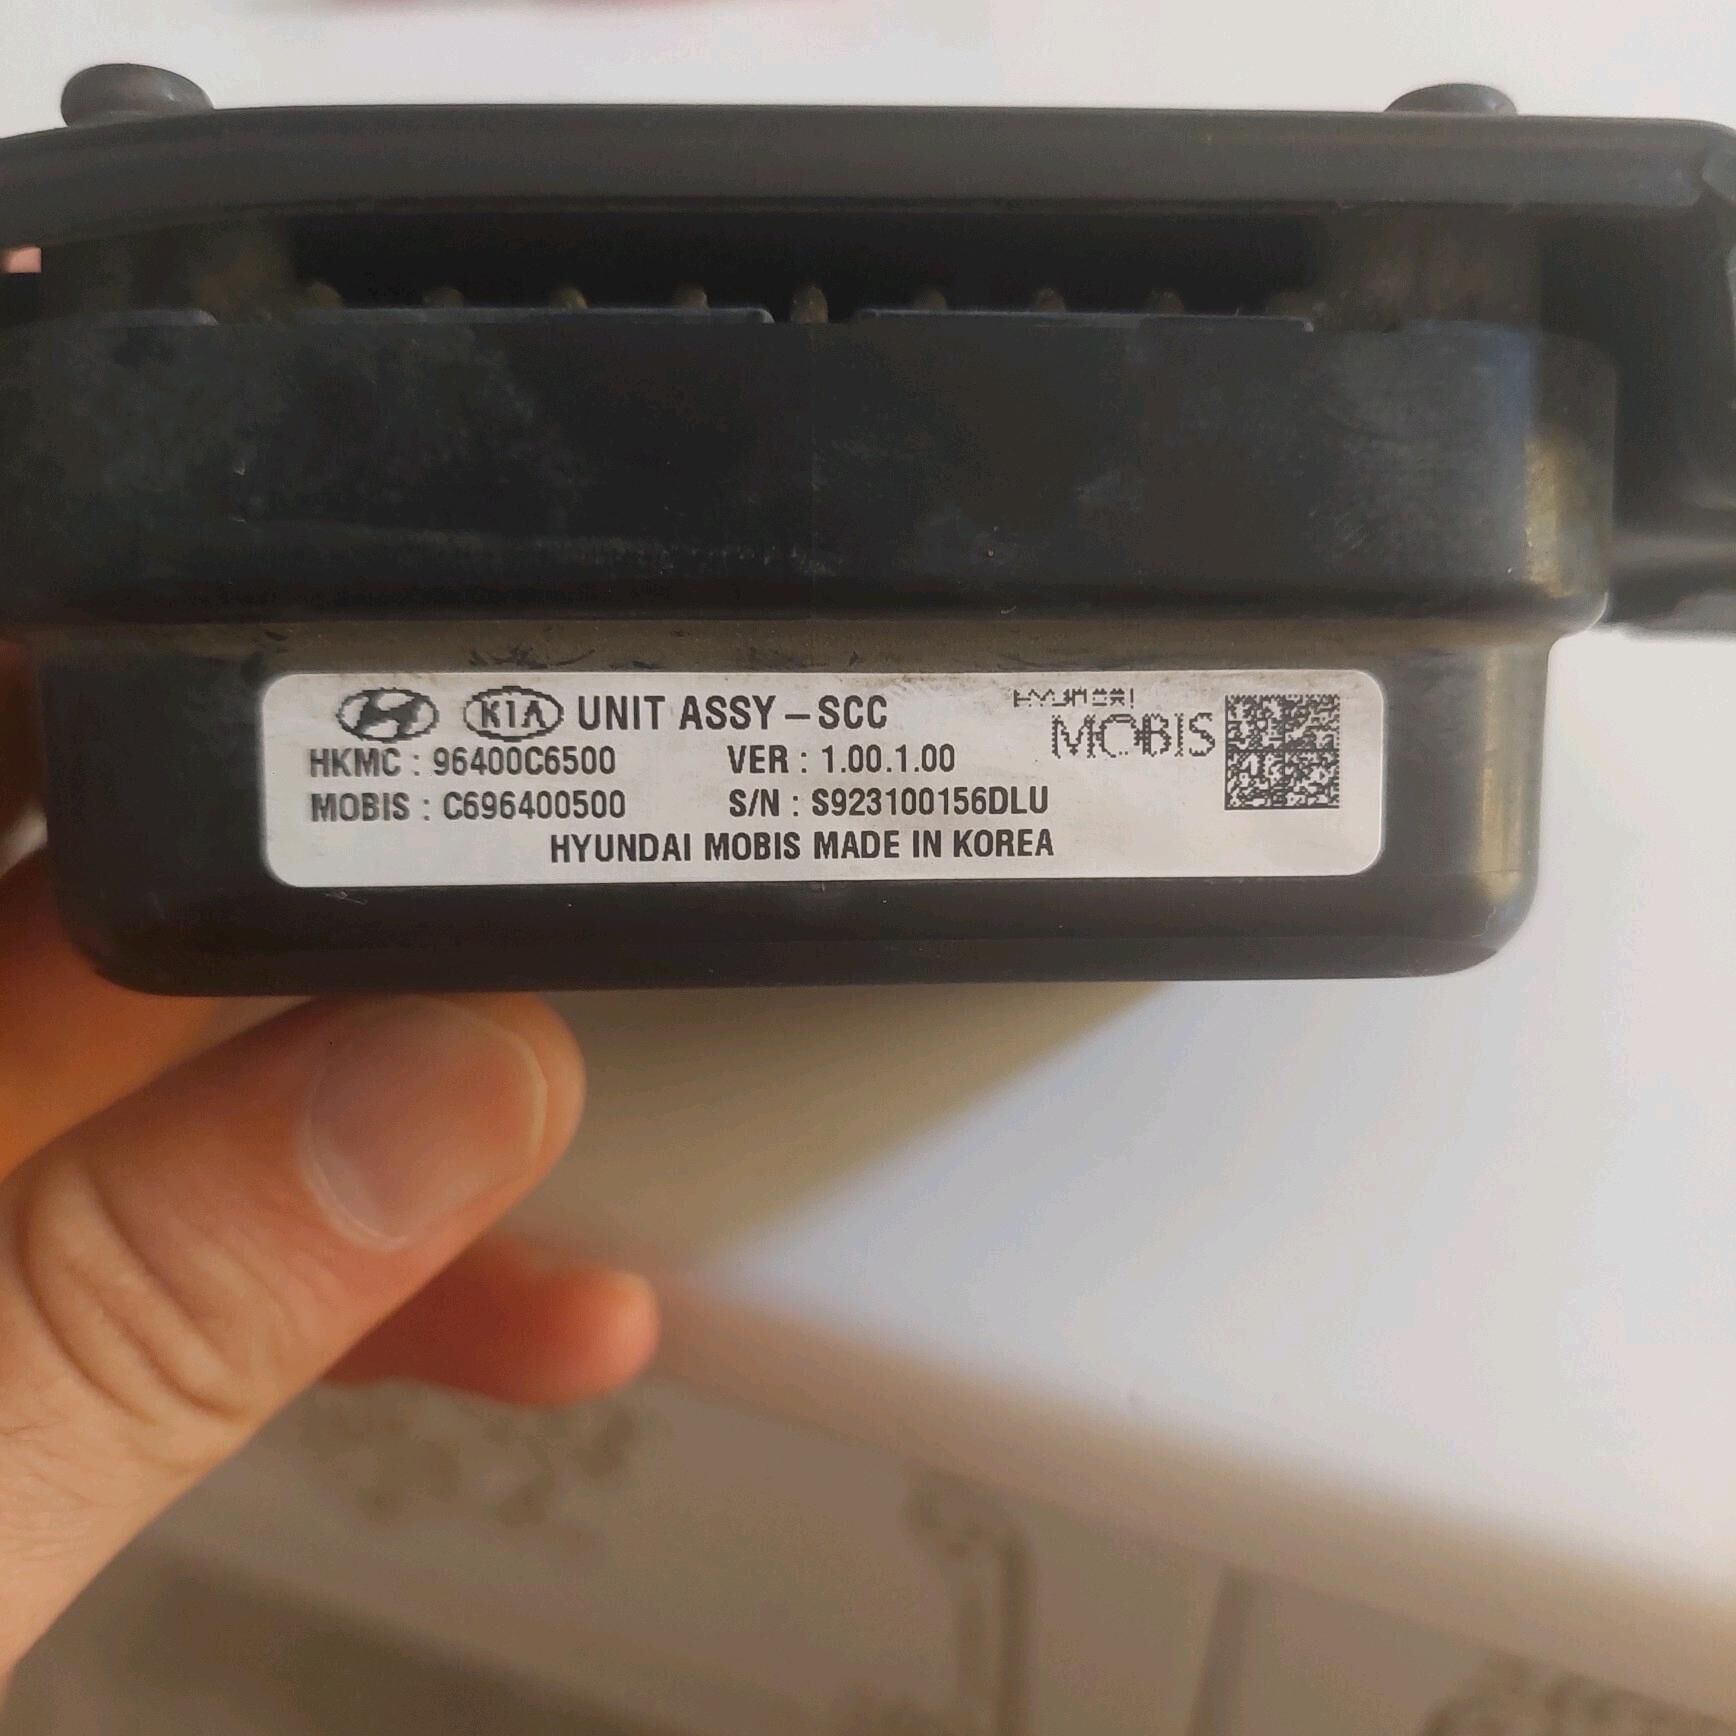 KIA UNIT ASSY – SCC
HYUNDAI
MOBIS
HKMC : 96400C6500 VER : 1.00.1.00
MOBIS : C696400500 S/N : S923100156DLU
HYUNDAI MOBIS MADE IN KOREA